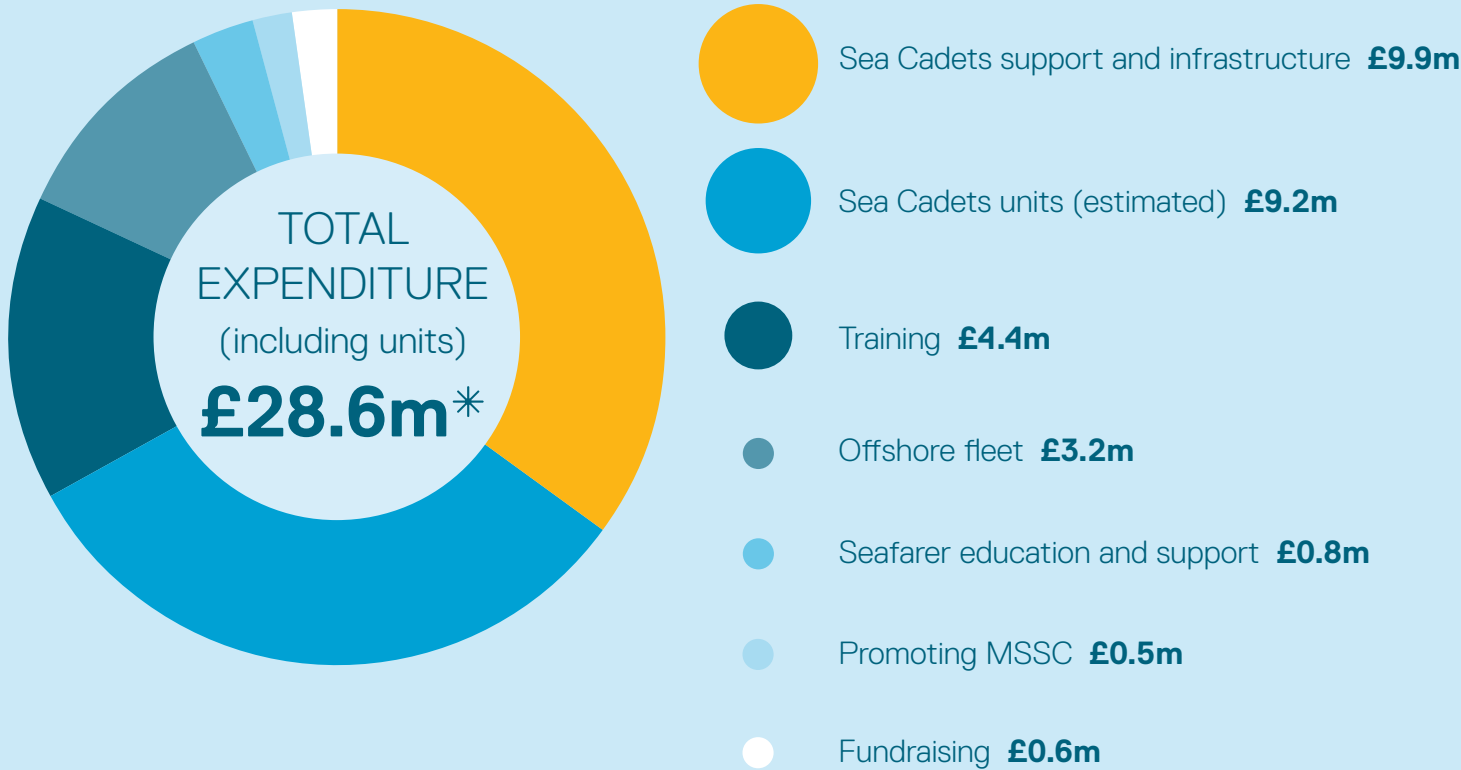 TOTAL
EXPENDITURE
(including units)
£28.6m*
Sea Cadets support and infrastructure £9.9m
Sea Cadets units (estimated) £9.2m
Training £4.4m
Offshore fleet £3.2m
Seafarer education and support £0.8m
Promoting MSSC £0.5m
Fundraising £0.6m